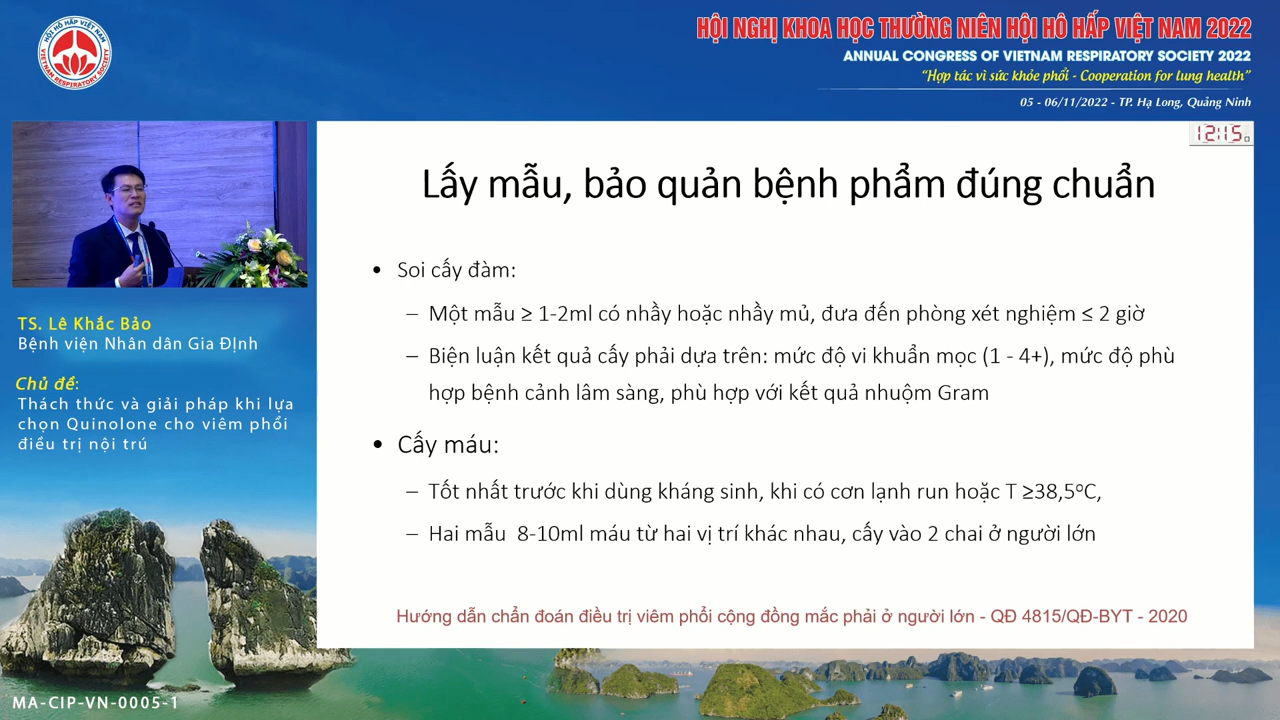 HỘI HÔ HẤP VIỆT NAM
VIETNAM RESPIRATORY SOCIETY
HỘI NGHỊ KHOA HỌC THƯỜNG NIÊN HỘI HÔ HẤP VIỆT NAM 2022
ANNUAL CONGRESS OF VIETNAM RESPIRATORY SOCIETY 2022
“Hợp tác vì sức khỏe phổi - Cooperation for lung health”
05 - 06/11/2022 - TP. Hạ Long, Quảng Ninh
12:15
Lấy mẫu, bảo quản bệnh phẩm đúng chuẩn
• Soi cấy đàm:
– Một mẫu ≥ 1-2ml có nhầy hoặc nhầy mủ, đưa đến phòng xét nghiệm ≤ 2 giờ
– Biện luận kết quả cấy phải dựa trên: mức độ vi khuẩn mọc (1 - 4+), mức độ phù
hợp bệnh cảnh lâm sàng, phù hợp với kết quả nhuộm Gram
• Cấy máu:
– Tốt nhất trước khi dùng kháng sinh, khi có cơn lạnh run hoặc T ≥38,5ºC,
– Hai mẫu 8-10ml máu từ hai vị trí khác nhau, cấy vào 2 chai ở người lớn
Hướng dẫn chẩn đoán điều trị viêm phổi cộng đồng mắc phải ở người lớn - QĐ 4815/QĐ-BYT - 2020
TS. Lê Khắc Bảo
Bệnh viện Nhân dân Gia Định
Chủ đề:
Thách thức và giải pháp khi lựa
chọn Quinolone cho viêm phổi
điều trị nội trú
MA-CIP-VN-0005-1